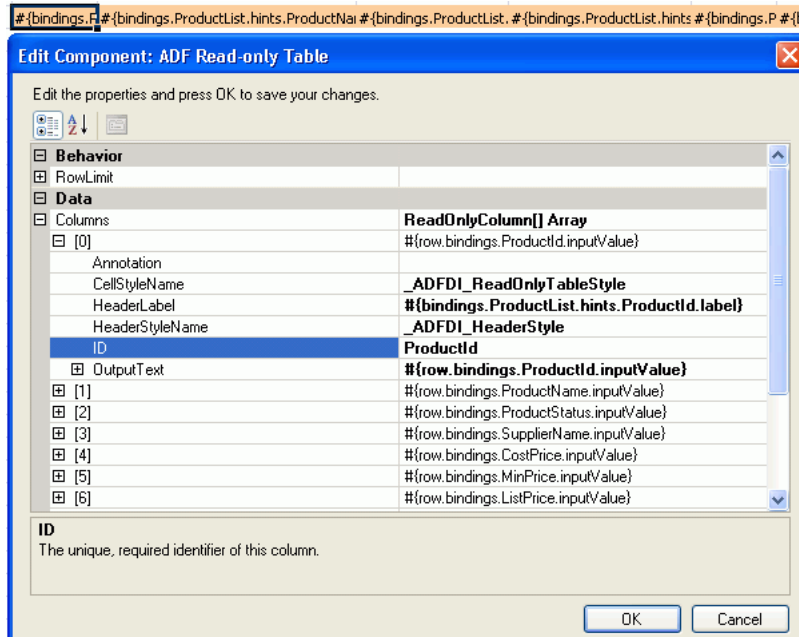 #{bindings.F #{bindings.ProductList.hints.ProductNa #{bindings.ProductList. #{bindings.ProductList.hints #{bindings.P #{
Edit Component: ADF Read-only Table
Edit the properties and press OK to save your changes.
Behavior
RowLimit
Data
Columns ReadOnlyColumn[] Array
[0] #{row.bindings.ProductId.inputValue}
Annotation
CellStyleName _ADFDI_ReadOnlyTableStyle
HeaderLabel #{bindings.ProductList.hints.ProductId.label}
HeaderStyleName _ADFDI_HeaderStyle
ID ProductId
OutputText #{row.bindings.ProductId.inputValue}
[1] #{row.bindings.ProductName.inputValue}
[2] #{row.bindings.ProductStatus.inputValue}
[3] #{row.bindings.SupplierName.inputValue}
[4] #{row.bindings.CostPrice.inputValue}
[5] #{row.bindings.MinPrice.inputValue}
[6] #{row.bindings.ListPrice.inputValue}
ID
The unique, required identifier of this column.
OK Cancel